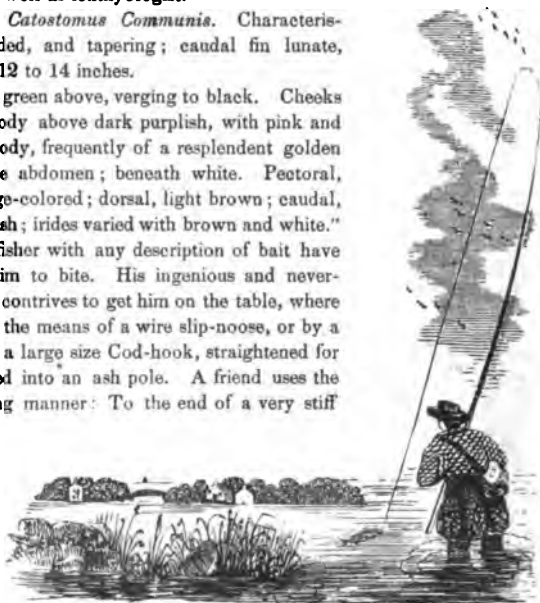 well as Ichthyologist.
Catostomus Communis. Characteris-
ded, and tapering; caudal fin lunate,
12 to 14 inches.
green above, verging to black. Cheeks
ody above dark purplish, with pink and
ody, frequently of a resplendent golden
e abdomen; beneath white. Pectoral,
ge-colored; dorsal, light brown; caudal,
sh; irides varied with brown and white."
fisher with any description of bait have
im to bite. His ingenious and never-
contrives to get him on the table, where
the means of a wire slip-noose, or by a
a large size Cod-hook, straightened for
d into an ash pole. A friend uses the
ng manner: To the end of a very stiff